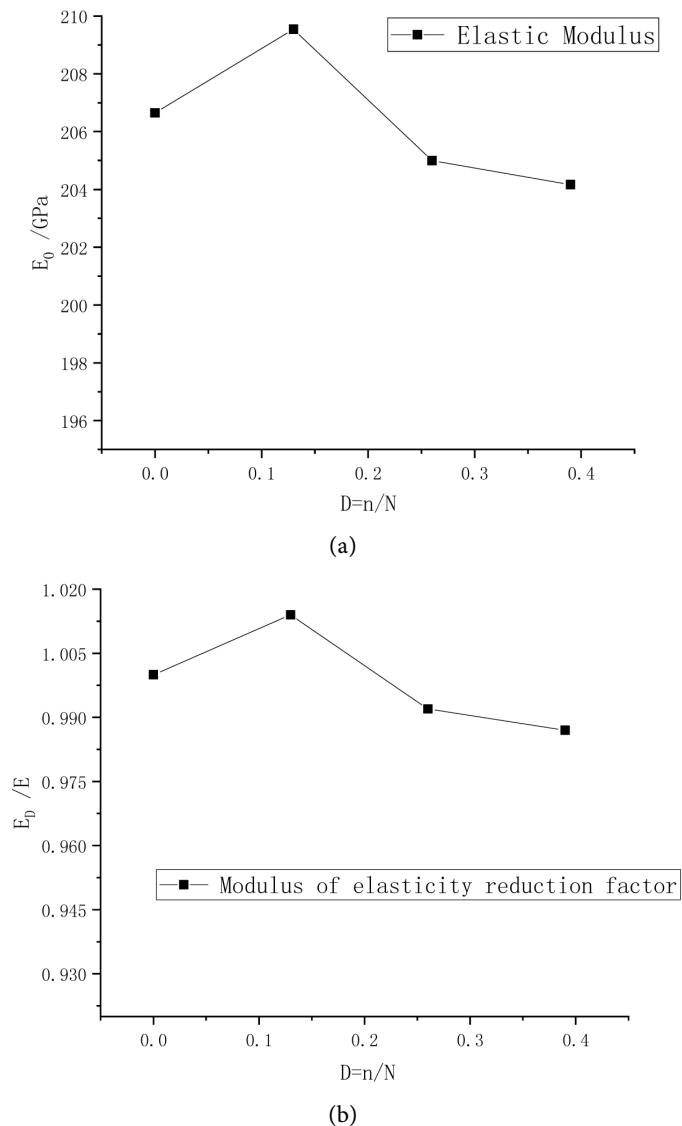 210
Elastic Modulus
208
206
204
202
200
198
196
E0 /GPa
0.0 0.1 0.2 0.3 0.4
D=n/N
(a)
1.020
1.005
0.990
0.975
0.960
0.945
0.930
ED /E
Modulus of elasticity reduction factor
0.0 0.1 0.2 0.3 0.4
D=n/N
(b)